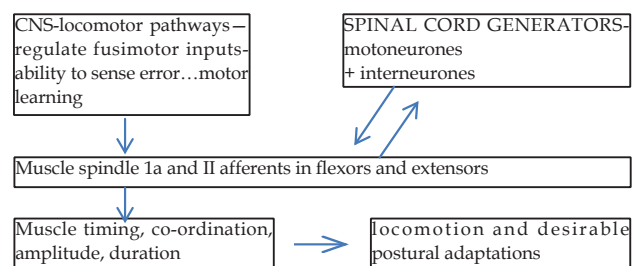 CNS-locomotor pathways—
regulate fusimotor inputs-
ability to sense error…motor
learning
SPINAL CORD GENERATORS-
motoneurones
+ interneurones
Muscle spindle 1a and II afferents in flexors and extensors
Muscle timing, co-ordination,
amplitude, duration
locomotion and desirable
postural adaptations